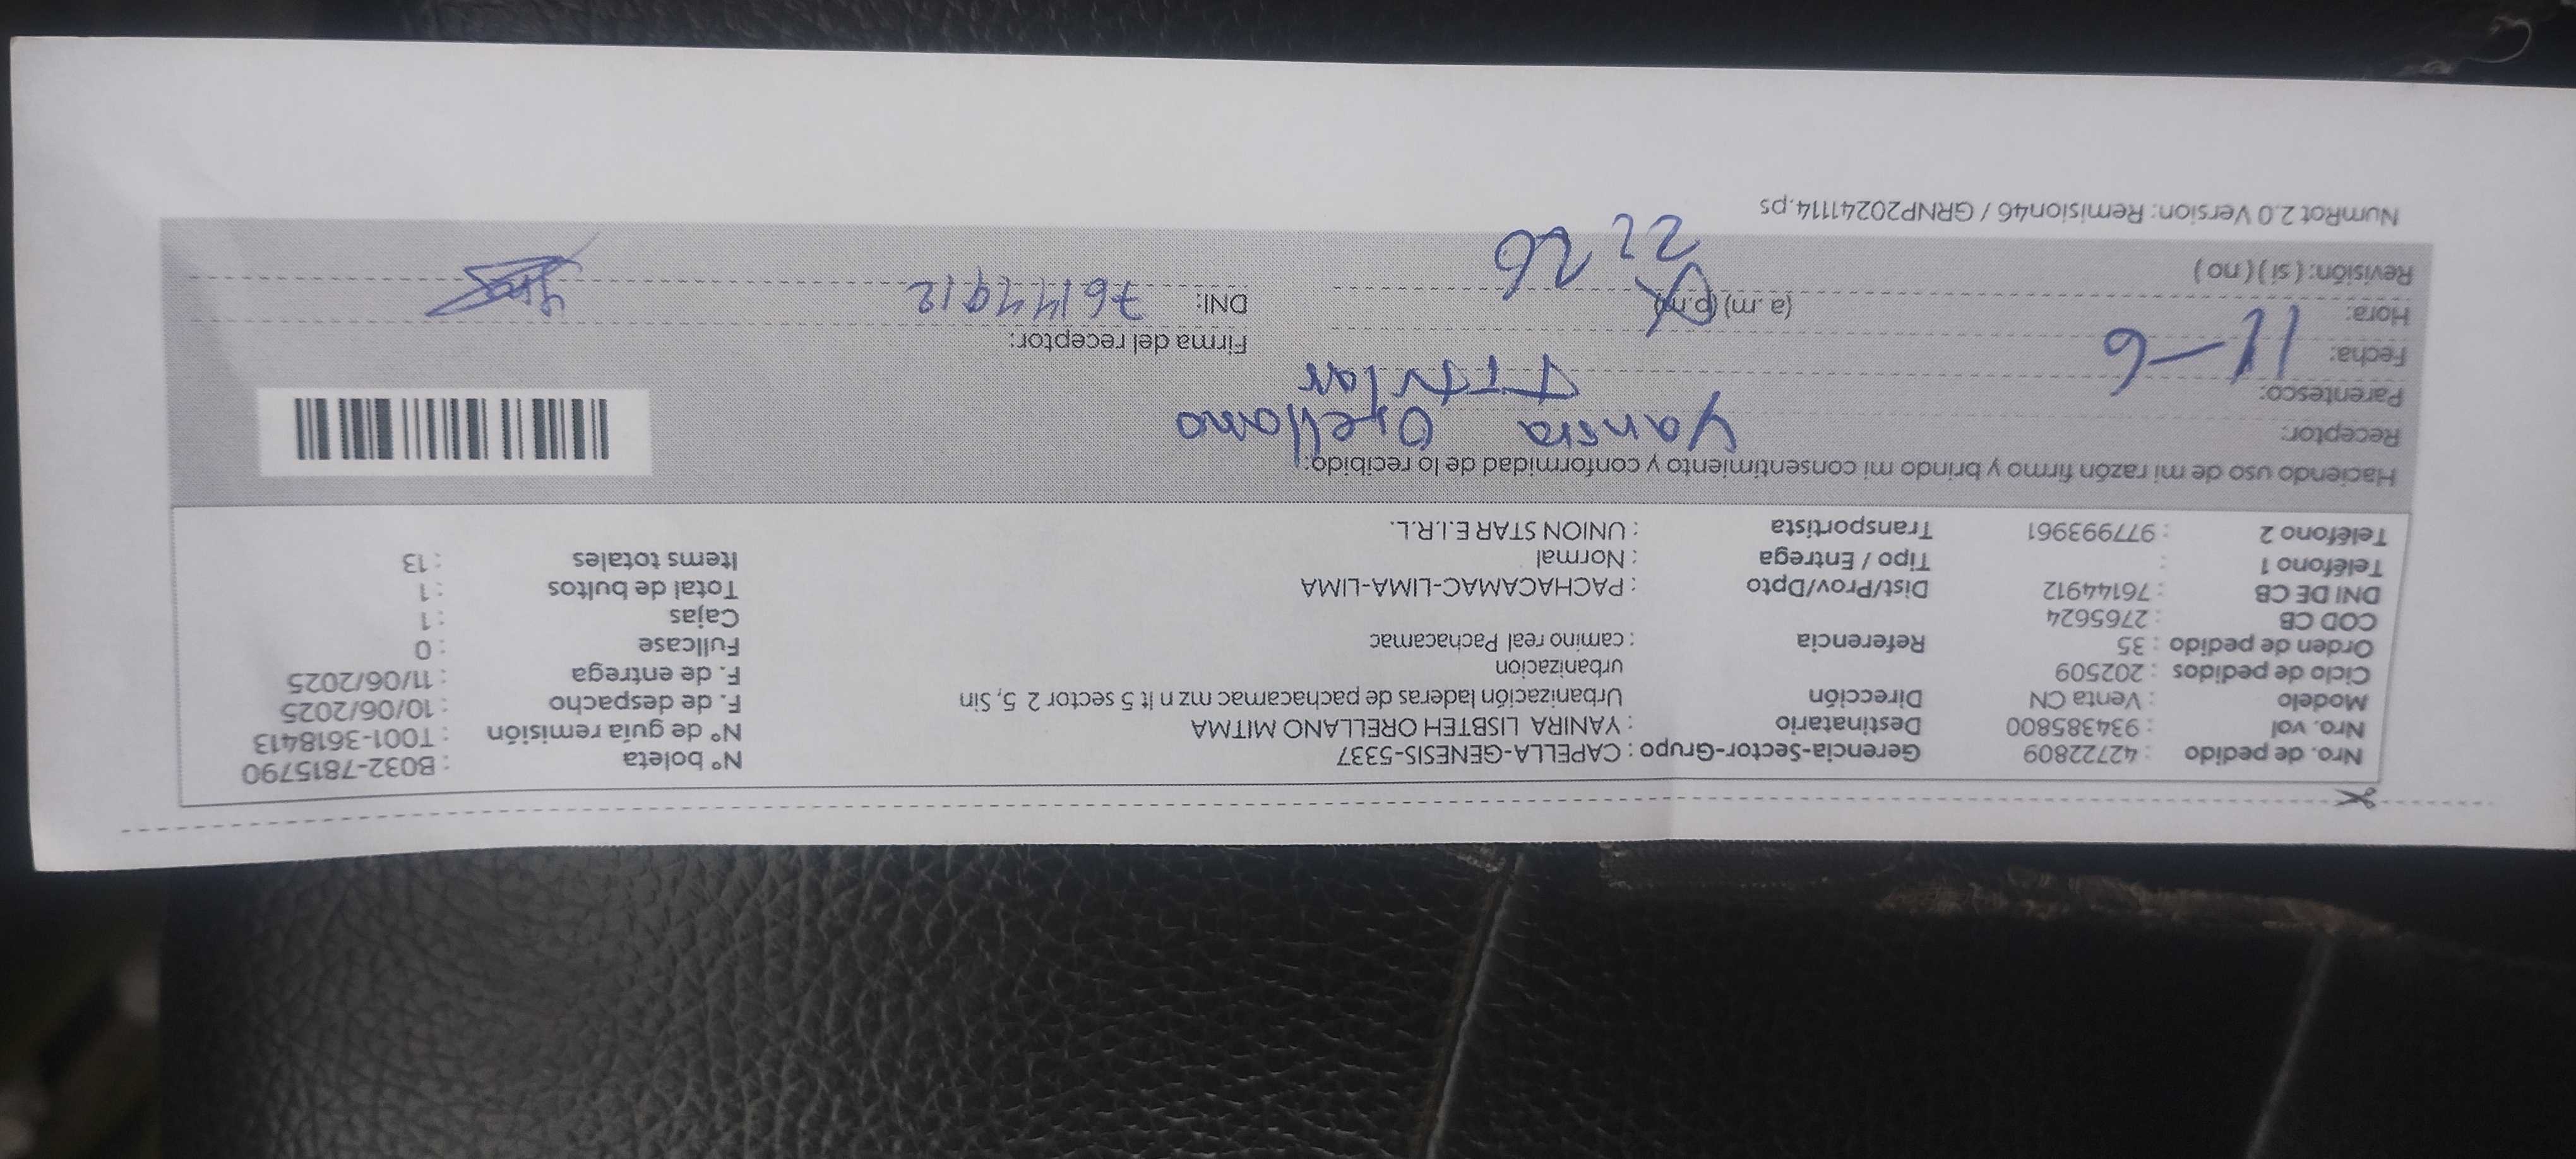 Nro. de pedido : 42722809 Gerencia-Sector-Grupo : CAPELLA-GENESIS-5337 N° boleta : B032-7815790
Nro. vol : 934385800 Destinatario : YANIRA LISBTEH ORELLANO MITMA N° de guía remisión : T001-3618413
Modelo : Venta CN Dirección Urbanización laderas de pachacamac mz n lt 5 sector 2 5, Sin F. de despacho : 10/06/2025
Ciclo de pedidos : 202509 urbanizacion F. de entrega : 11/06/2025
Orden de pedido : 35 Referencia : camino real Pachacamac Fullcase : 0
COD CB : 2765624 Cajas : 1
DNI DE CB : 76144912 Dist/Prov/Dpto : PACHACAMAC-LIMA-LIMA Total de bultos : 1
Teléfono 1 : Tipo / Entrega : Normal Items totales : 13
Teléfono 2 : 977993961 Transportista : UNION STAR E.I.R.L.
Haciendo uso de mi razón firmo y brindo mi consentimiento y conformidad de lo recibido:
Receptor: Orellano
Parentesco: Titular
Fecha: 11-6 Firma del receptor:
Hora: (a.m) (p.m) DNI: 76144912
Revisión: ( si ) ( no ) 22 26
NumRot 2.0 Version: Remision46 / GRNP20241114.ps